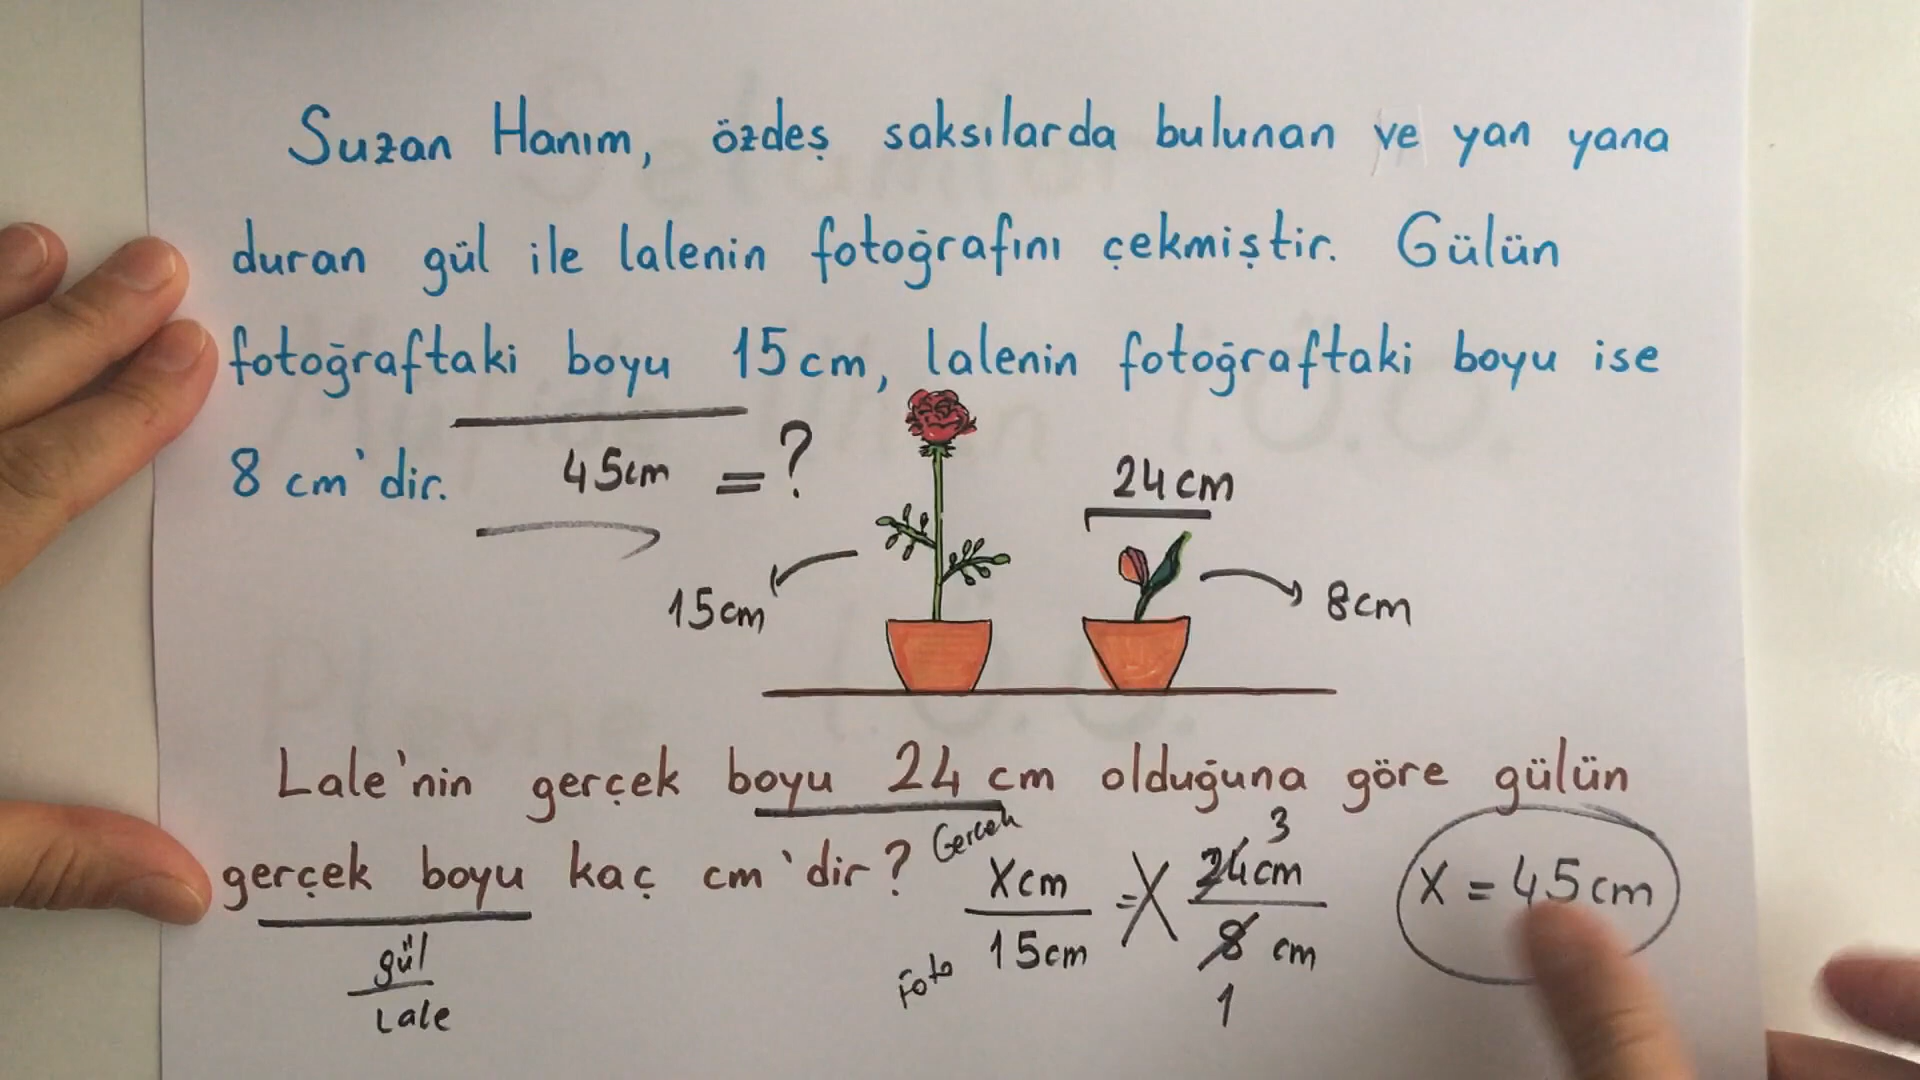 Suzan Hanım, özdeş saksılarda bulunan ve yan yana
duran gül ile lalenin fotoğrafını çekmiştir. Gülün
fotoğraftaki boyu 15 cm, lalenin fotoğraftaki boyu ise
8 cm'dir.
45cm = ?
24 cm
15cm
8cm
Lale'nin gerçek boyu 24 cm olduğuna göre gülün
gerçek boyu kaç cm'dir?
Gerçek
Xcm
=
24cm
3
Foto
15cm
8 cm
1
X = 45cm
gül
Lale